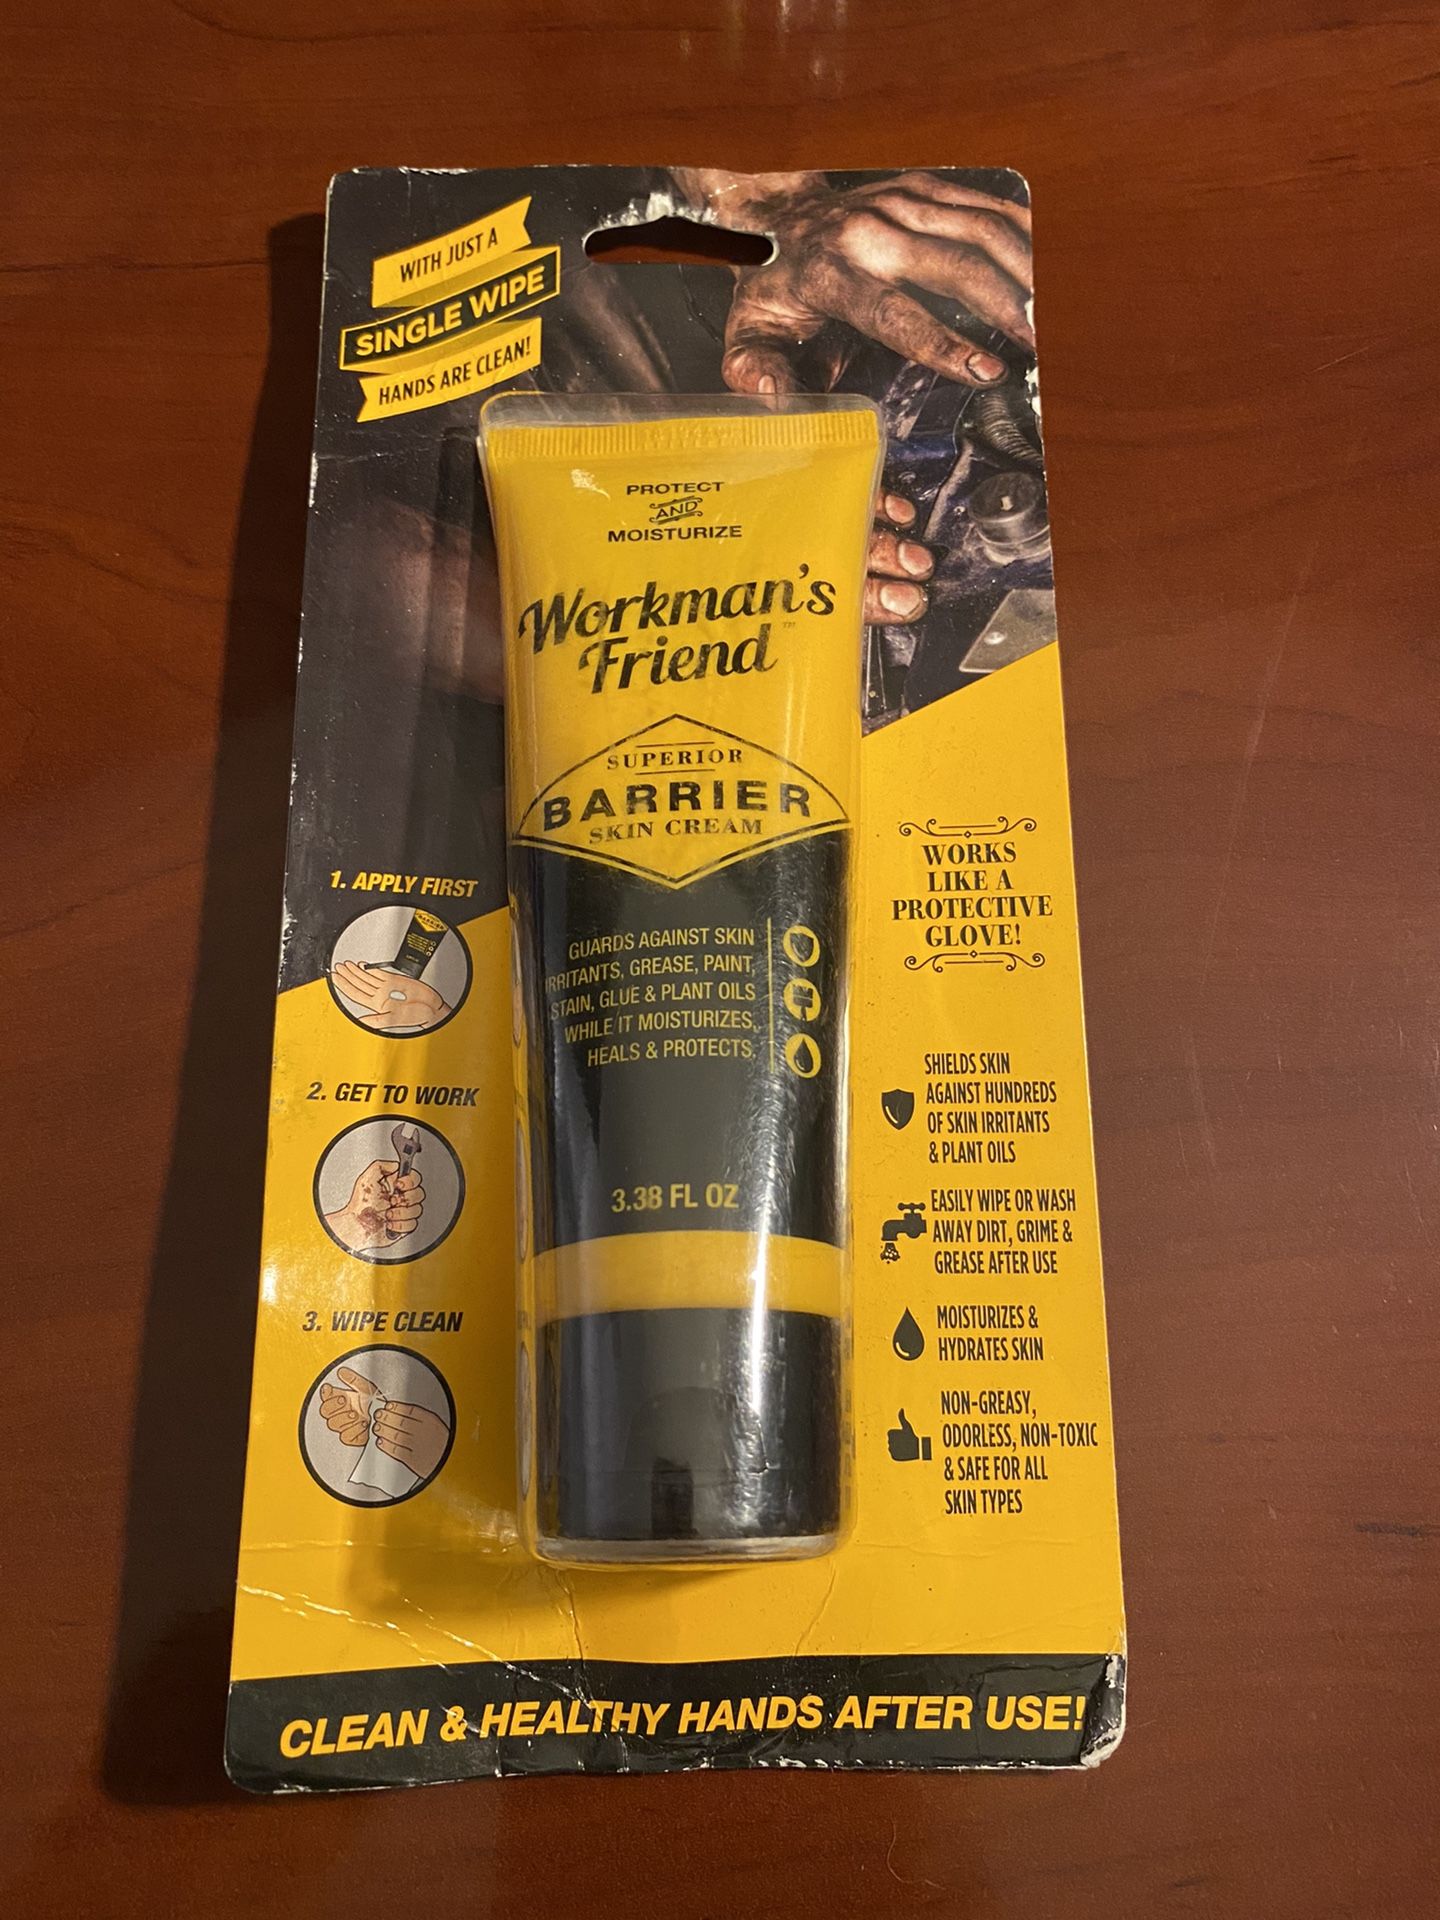 WITH JUST A
SINGLE WIPE
HANDS ARE CLEAN!
PROTECT
AND
MOISTURIZE
Workman's
Friend™
SUPERIOR
BARRIER
SKIN CREAM
GUARDS AGAINST SKIN
IRRITANTS, GREASE, PAINT,
STAIN, GLUE & PLANT OILS
WHILE IT MOISTURIZES,
HEALS & PROTECTS.
3.38 FL OZ
1. APPLY FIRST
2. GET TO WORK
3. WIPE CLEAN
WORKS
LIKE A
PROTECTIVE
GLOVE!
SHIELDS SKIN
AGAINST HUNDREDS
OF SKIN IRRITANTS
& PLANT OILS
EASILY WIPE OR WASH
AWAY DIRT, GRIME &
GREASE AFTER USE
MOISTURIZES &
HYDRATES SKIN
NON-GREASY,
ODORLESS, NON-TOXIC
& SAFE FOR ALL
SKIN TYPES
CLEAN & HEALTHY HANDS AFTER USE!